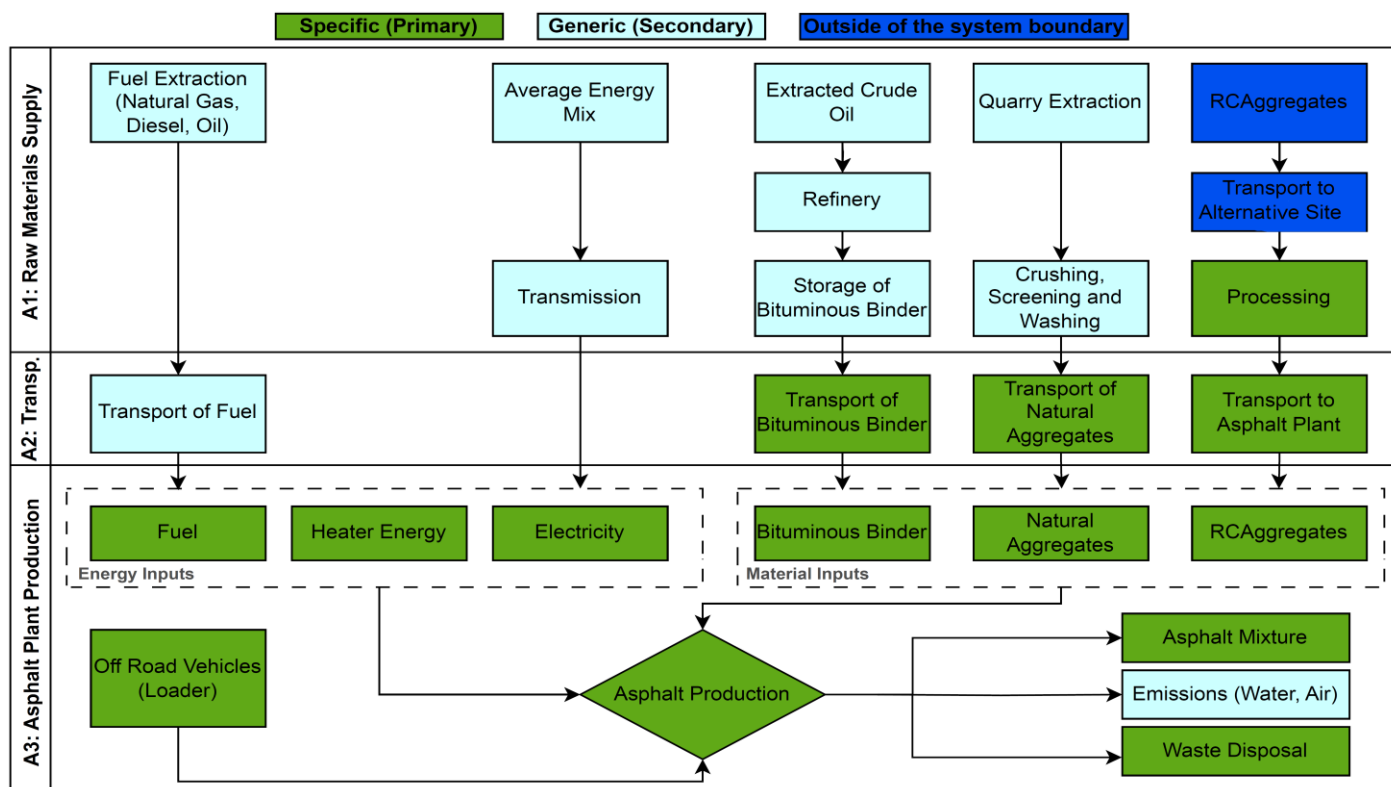 Specific (Primary)
Generic (Secondary)
Outside of the system boundary
A1: Raw Materials Supply
Fuel Extraction
(Natural Gas,
Diesel, Oil)
Average Energy
Mix
Extracted Crude
Oil
Quarry Extraction
RCAggregates
Refinery
Transport to
Alternative Site
Transmission
Storage of
Bituminous Binder
Crushing,
Screening and
Washing
Processing
A2: Transp.
Transport of Fuel
Transport of
Bituminous Binder
Transport of
Natural
Aggregates
Transport to
Asphalt Plant
A3: Asphalt Plant Production
Fuel
Heater Energy
Electricity
Energy Inputs
Bituminous Binder
Natural
Aggregates
RCAggregates
Material Inputs
Off Road Vehicles
(Loader)
Asphalt Production
Asphalt Mixture
Emissions (Water, Air)
Waste Disposal